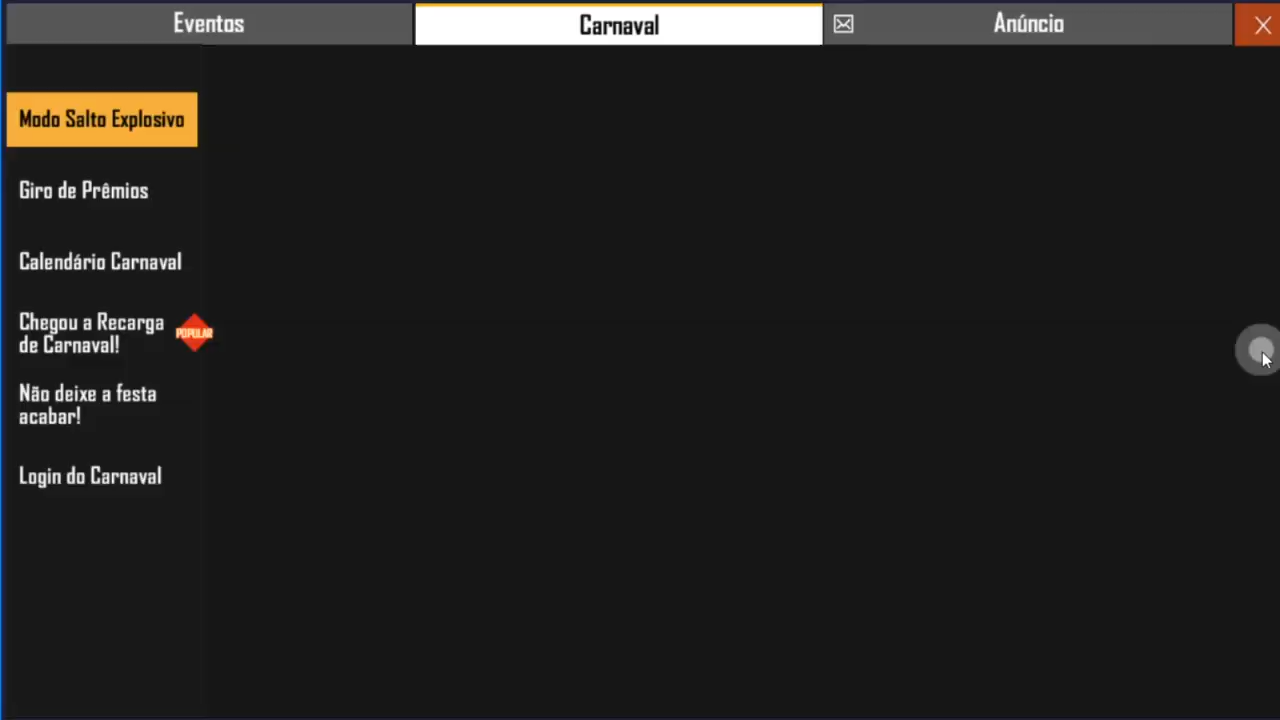 Eventos
Carnaval
Anúncio
Modo Salto Explosivo
Giro de Prêmios
Calendário Carnaval
Chegou a Recarga
de Carnaval!
POPULAR
Não deixe a festa
acabar!
Login do Carnaval